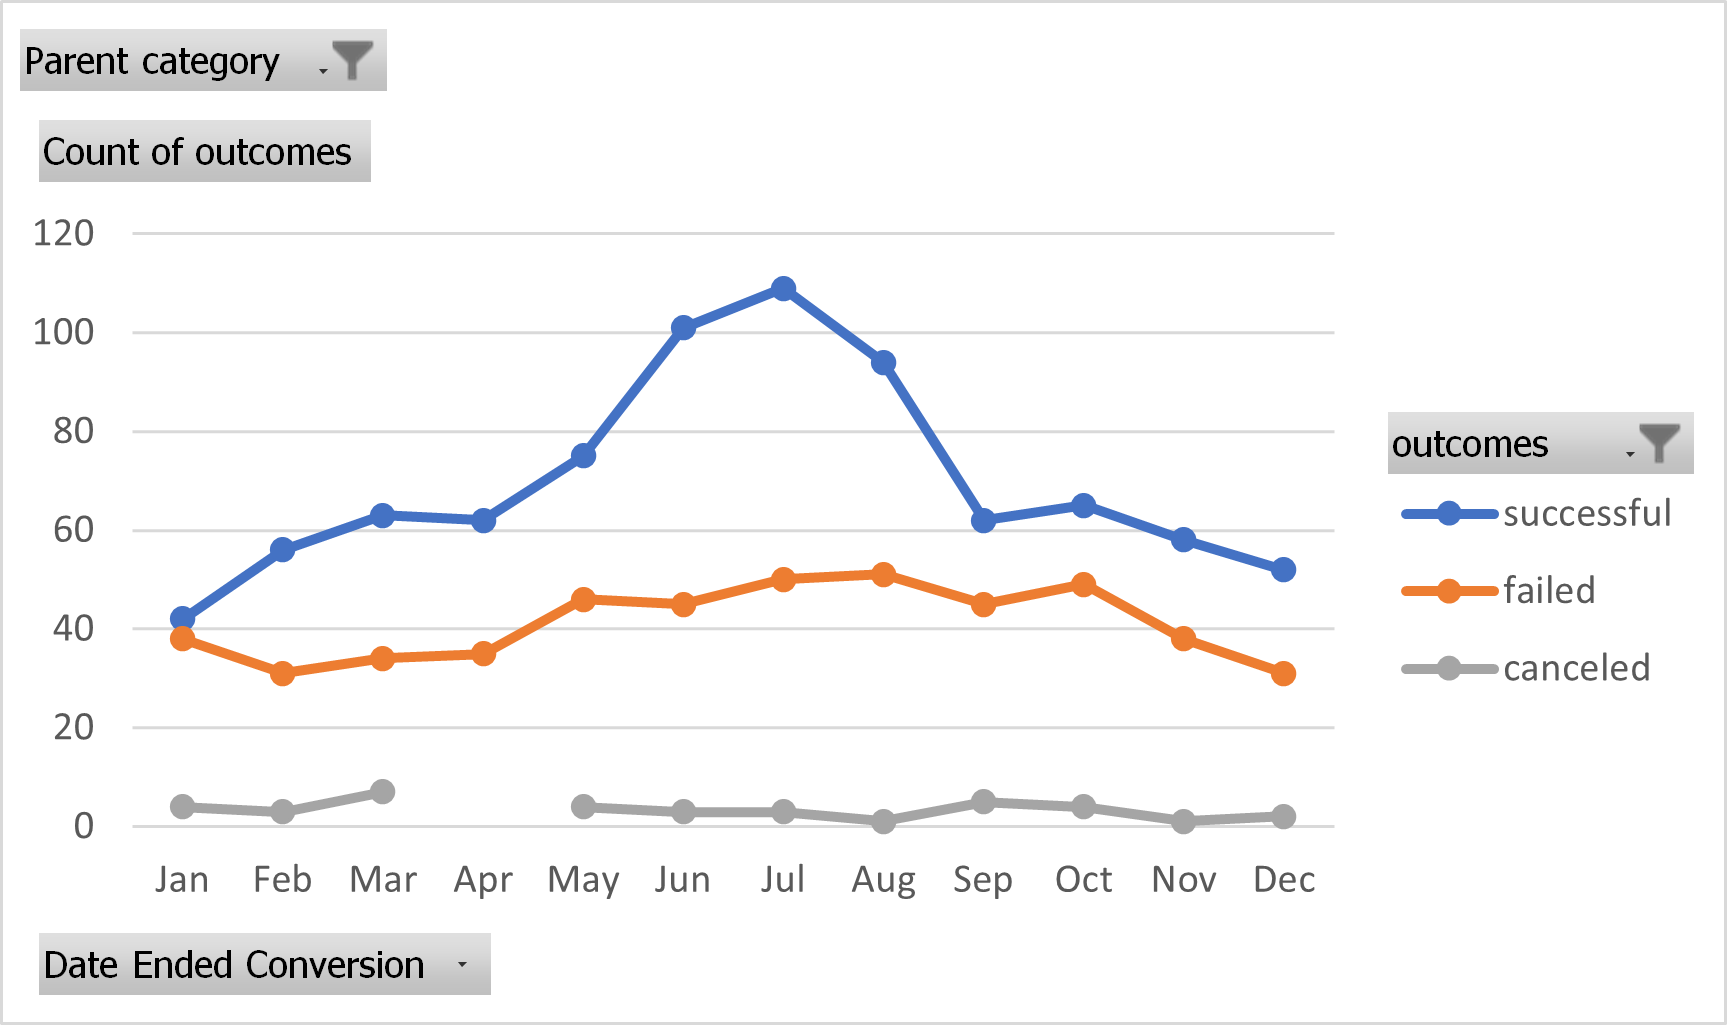 Parent category
Count of outcomes
120
100
80
60
40
20
0
Jan Feb Mar Apr May Jun Jul Aug Sep Oct Nov Dec
outcomes
successful
failed
canceled
Date Ended Conversion